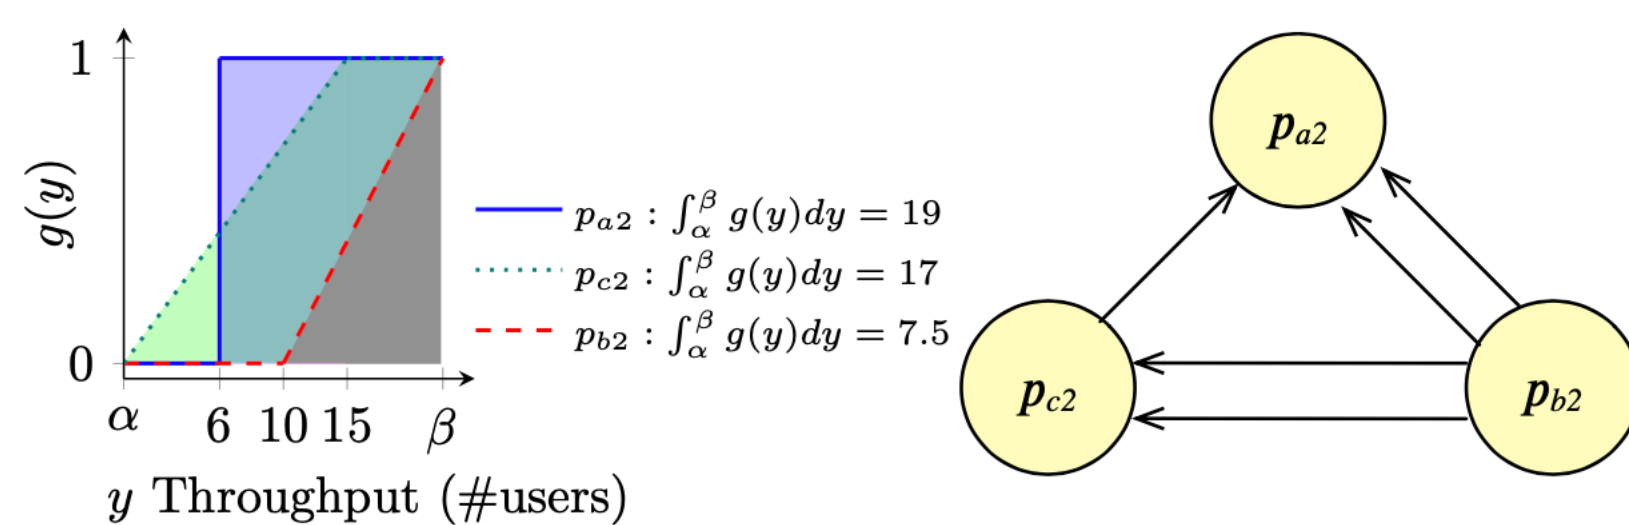 1
g(y)
0
α 6 10 15 β
y Throughput (#users)
p_{a2} : ∫_α^β g(y)dy = 19
p_{c2} : ∫_α^β g(y)dy = 17
p_{b2} : ∫_α^β g(y)dy = 7.5
p_{a2}
p_{c2}
p_{b2}